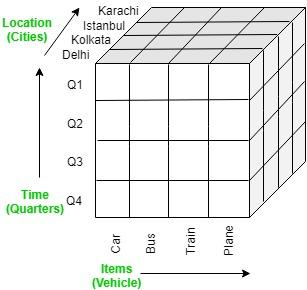 Karachi
Location
(Cities)
Istanbul
Kolkata
Delhi
Q1
Q2
Q3
Time
(Quarters)
Q4
Car
Bus
Train
Plane
Items
(Vehicle)